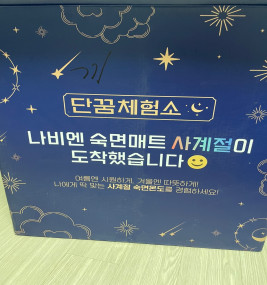 단꿈체험소
나비엔 숙면매트 사계절이
도착했습니다
여름엔 시원하게, 겨울엔 따뜻하게!
나에게 딱 맞는 사계절 숙면온도를 경험하세요!